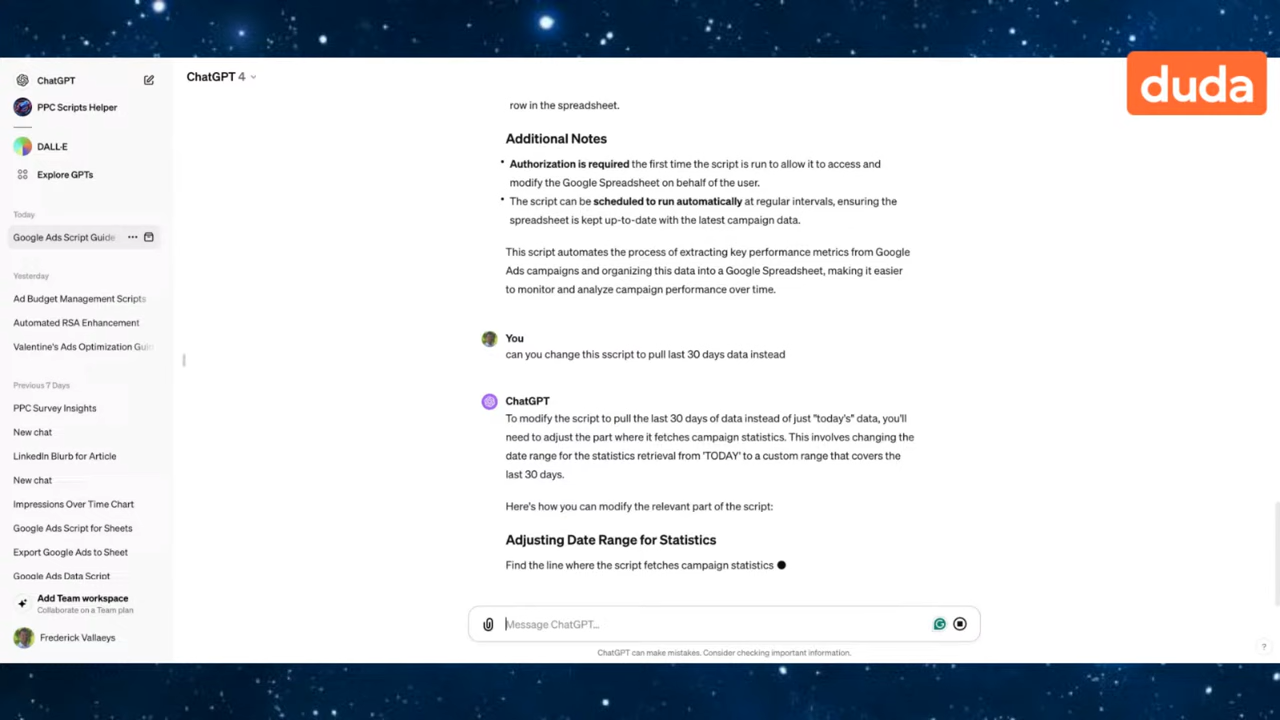 duda
ChatGPT
PPC Scripts Helper
DALL·E
Explore GPTs
Today
Google Ads Script Guide
Yesterday
Ad Budget Management Scripts
Automated RSA Enhancement
Valentine's Ads Optimization Gui
Previous 7 Days
PPC Survey Insights
New chat
LinkedIn Blurb for Article
New chat
Impressions Over Time Chart
Google Ads Script for Sheets
Export Google Ads to Sheet
Google Ads Data Script
Add Team workspace
Collaborate on a Team plan
Frederick Vallaeys
ChatGPT 4
row in the spreadsheet.
Additional Notes
• Authorization is required the first time the script is run to allow it to access and
modify the Google Spreadsheet on behalf of the user.
• The script can be scheduled to run automatically at regular intervals, ensuring the
spreadsheet is kept up-to-date with the latest campaign data.
This script automates the process of extracting key performance metrics from Google
Ads campaigns and organizing this data into a Google Spreadsheet, making it easier
to monitor and analyze campaign performance over time.
You
can you change this sscript to pull last 30 days data instead
ChatGPT
To modify the script to pull the last 30 days of data instead of just "today's" data, you'll
need to adjust the part where it fetches campaign statistics. This involves changing the
date range for the statistics retrieval from 'TODAY' to a custom range that covers the
last 30 days.
Here's how you can modify the relevant part of the script:
Adjusting Date Range for Statistics
Find the line where the script fetches campaign statistics
Message ChatGPT...
ChatGPT can make mistakes. Consider checking important information.
?